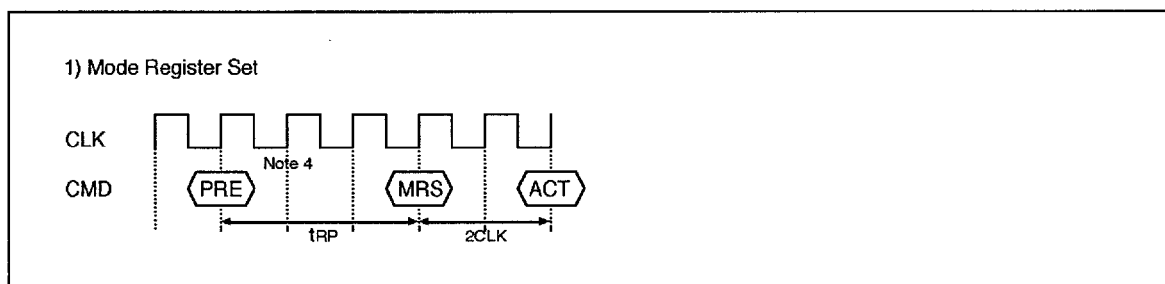 1) Mode Register Set
CLK
Note 4
CMD
PRE
MRS
ACT
tRP
2CLK